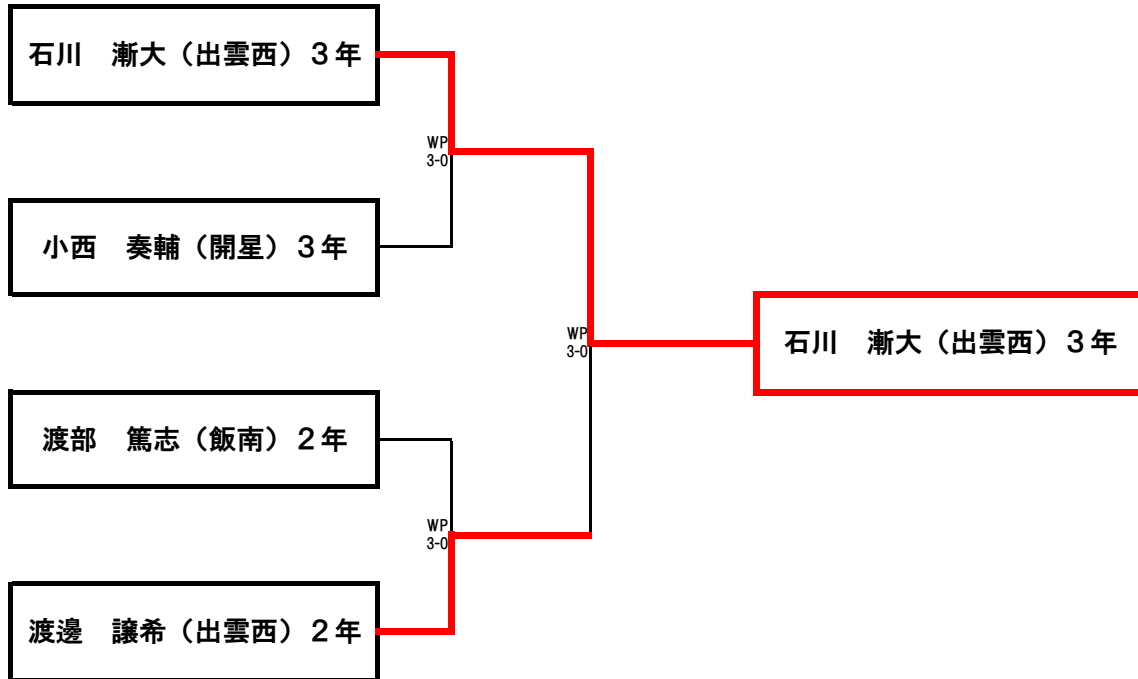 石川　漸大（出雲西）３年
WP
3-0
小西　奏輔（開星）３年
WP
3-0
石川　漸大（出雲西）３年
渡部　篤志（飯南）２年
WP
3-0
渡邊　譲希（出雲西）２年